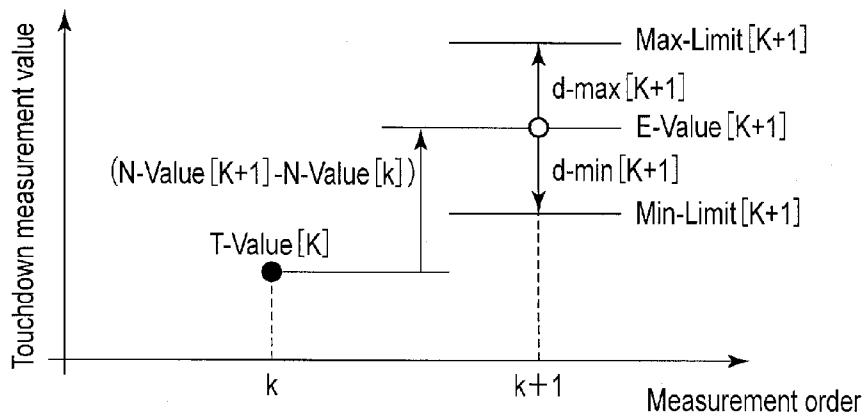 Touchdown measurement value
Max-Limit[K+1]
d-max[K+1]
E-Value[K+1]
(N-Value[K+1]-N-Value[k])
d-min[K+1]
Min-Limit[K+1]
T-Value[K]
k
k+1
Measurement order